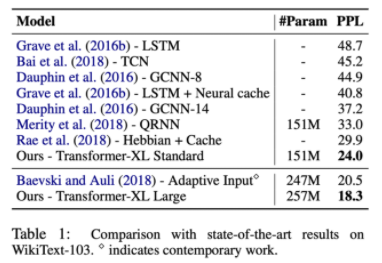 Model #Param PPL
Grave et al. (2016b) - LSTM - 48.7
Bai et al. (2018) - TCN - 45.2
Dauphin et al. (2016) - GCNN-8 - 44.9
Grave et al. (2016b) - LSTM + Neural cache - 40.8
Dauphin et al. (2016) - GCNN-14 - 37.2
Merity et al. (2018) - QRNN 151M 33.0
Rae et al. (2018) - Hebbian + Cache - 29.9
Ours - Transformer-XL Standard 151M 24.0
Baevski and Auli (2018) - Adaptive Input⋄ 247M 20.5
Ours - Transformer-XL Large 257M 18.3
Table 1: Comparison with state-of-the-art results on
WikiText-103. ⋄ indicates contemporary work.